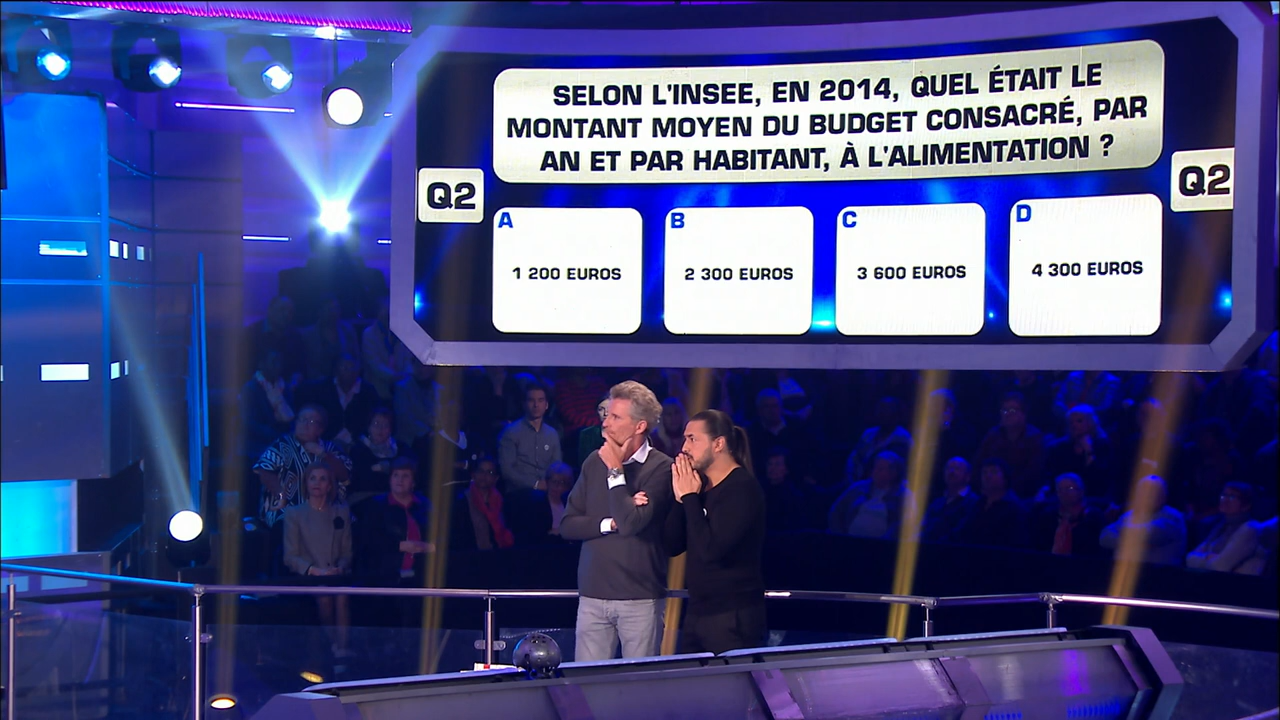 SELON L'INSEE, EN 2014, QUEL ÉTAIT LE
MONTANT MOYEN DU BUDGET CONSACRÉ, PAR
AN ET PAR HABITANT, À L'ALIMENTATION ?
Q2
Q2
A
1 200 EUROS
B
2 300 EUROS
C
3 600 EUROS
D
4 300 EUROS